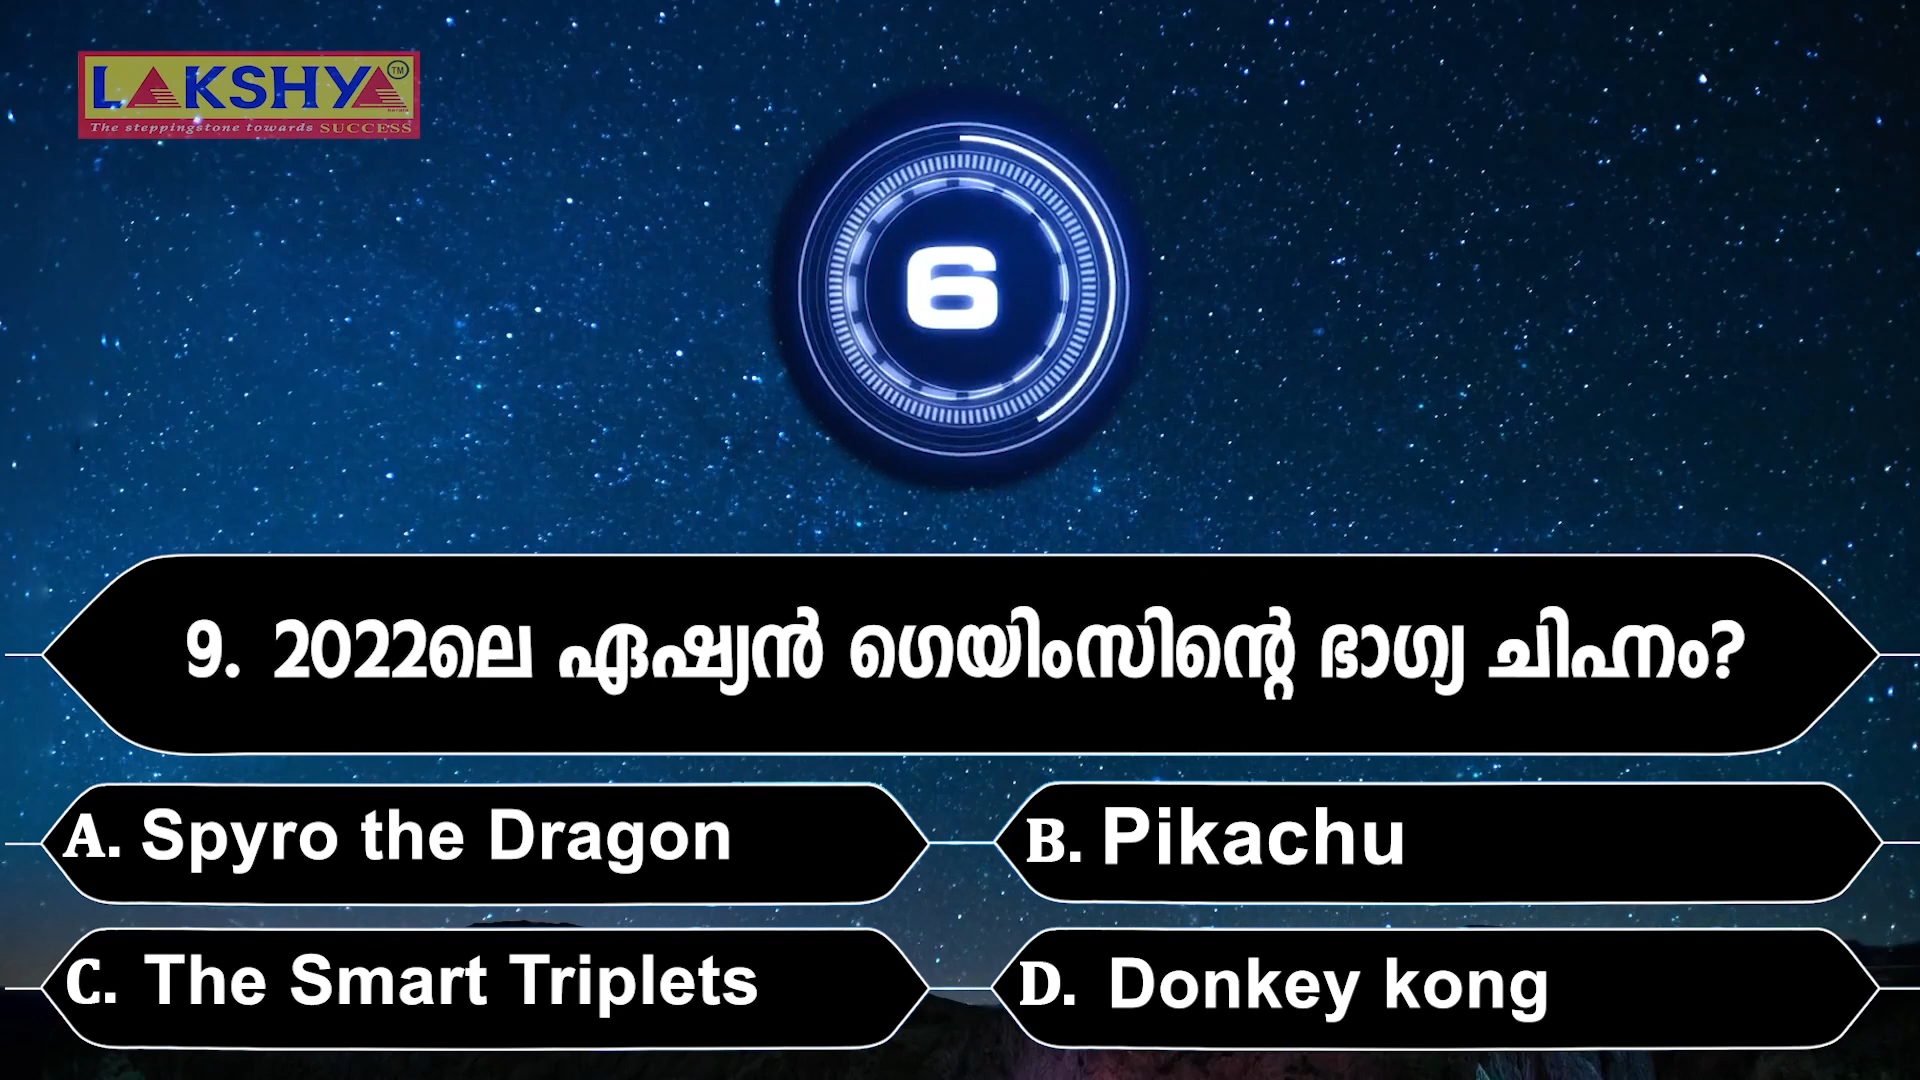 LAKSHYA TM
The steppingstone towards SUCCESS
6
9. 2022ലെ ഏഷ്യൻ ഗെയിംസിന്റെ ഭാഗ്യ ചിഹ്നം?
A. Spyro the Dragon
B. Pikachu
C. The Smart Triplets
D. Donkey kong